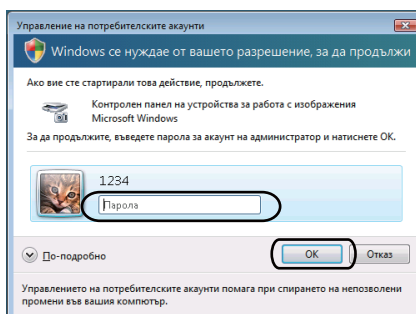 Управление на потребителските акаунти
Windows се нуждае от вашето разрешение, за да продължи
Ако вие сте стартирали това действие, продължете.
Контролен панел на устройства за работа с изображения
Microsoft Windows
За да продължите, въведете парола за акаунт на администратор и натиснете OK.
1234
Парола
По-подробно
OK
Отказ
Управлението на потребителските акаунти помага при спирането на непозволени
промени във вашия компютър.